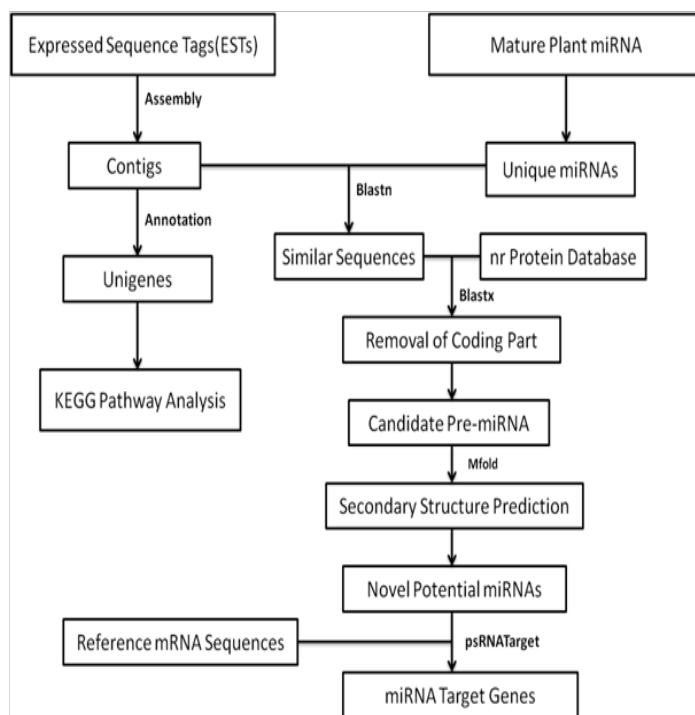 Expressed Sequence Tags(ESTs)
Mature Plant miRNA
Assembly
Contigs
Unique miRNAs
Blastn
Annotation
Similar Sequences
nr Protein Database
Unigenes
Blastx
Removal of Coding Part
KEGG Pathway Analysis
Candidate Pre-miRNA
Mfold
Secondary Structure Prediction
Novel Potential miRNAs
Reference mRNA Sequences
psRNATarget
miRNA Target Genes